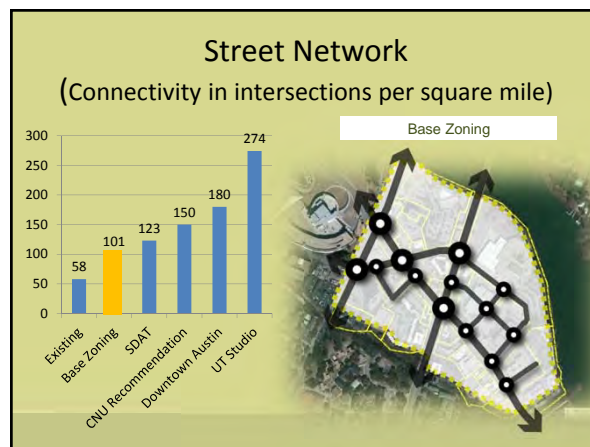 Street Network
(Connectivity in intersections per square mile)
300
250
200
150
100
50
0
58
101
123
150
180
274
Existing
Base Zoning
SDAT
CNU Recommendation
Downtown Austin
UT Studio
Base Zoning